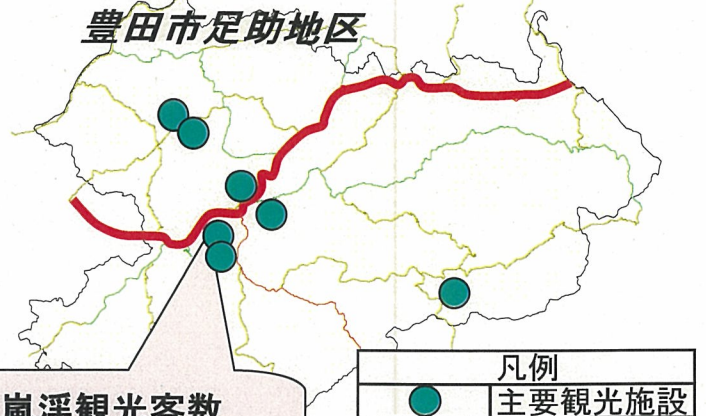 豊田市足助地区
嵐渓観光客数
凡例
主要観光施設